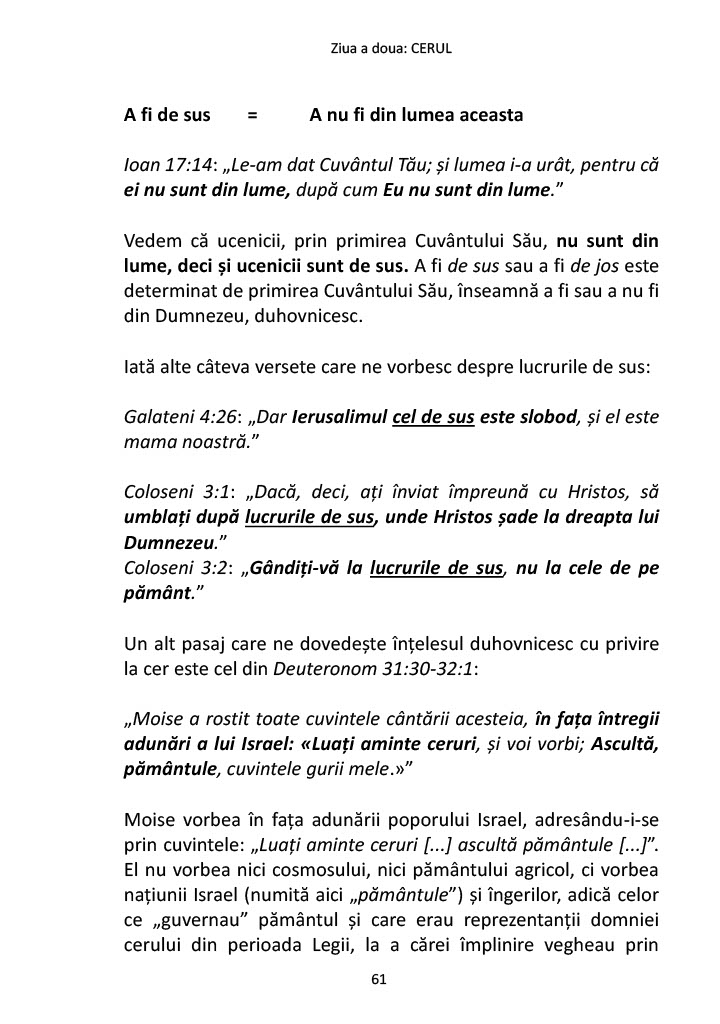 Ziua a doua: CERUL
A fi de sus = A nu fi din lumea aceasta
Ioan 17:14: „Le-am dat Cuvântul Tău; și lumea i-a urât, pentru că
ei nu sunt din lume, după cum Eu nu sunt din lume.”
Vedem că ucenicii, prin primirea Cuvântului Său, nu sunt din
lume, deci și ucenicii sunt de sus. A fi de sus sau a fi de jos este
determinat de primirea Cuvântului Său, înseamnă a fi sau a nu fi
din Dumnezeu, duhovnicesc.
Iată alte câteva versete care ne vorbesc despre lucrurile de sus:
Galateni 4:26: „Dar Ierusalimul cel de sus este slobod, și el este
mama noastră.”
Coloseni 3:1: „Dacă, deci, ați înviat împreună cu Hristos, să
umblați după lucrurile de sus, unde Hristos șade la dreapta lui
Dumnezeu.”
Coloseni 3:2: „Gândiți-vă la lucrurile de sus, nu la cele de pe
pământ.”
Un alt pasaj care ne dovedește înțelesul duhovnicesc cu privire
la cer este cel din Deuteronom 31:30-32:1:
„Moise a rostit toate cuvintele cântării acesteia, în fața întregii
adunări a lui Israel: «Luați aminte ceruri, și voi vorbi; Ascultă,
pământule, cuvintele gurii mele.»”
Moise vorbea în fața adunării poporului Israel, adresându-i-se
prin cuvintele: „Luați aminte ceruri [...] ascultă pământule [...]”.
El nu vorbea nici cosmosului, nici pământului agricol, ci vorbea
națiunii Israel (numită aici „pământule”) și îngerilor, adică celor
ce „guvernau” pământul și care erau reprezentanții domniei
cerului din perioada Legii, la a cărei împlinire vegheau prin
61